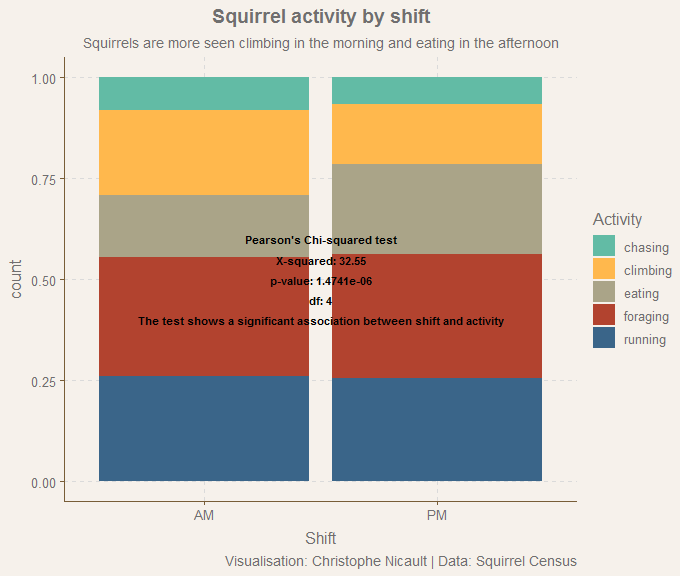 Squirrel activity by shift
Squirrels are more seen climbing in the morning and eating in the afternoon
1.00
0.75
0.50
0.25
0.00
count
Pearson's Chi-squared test
X-squared: 32.55
p-value: 1.4741e-06
df: 4
The test shows a significant association between shift and activity
AM
PM
Shift
Activity
chasing
climbing
eating
foraging
running
Visualisation: Christophe Nicault | Data: Squirrel Census